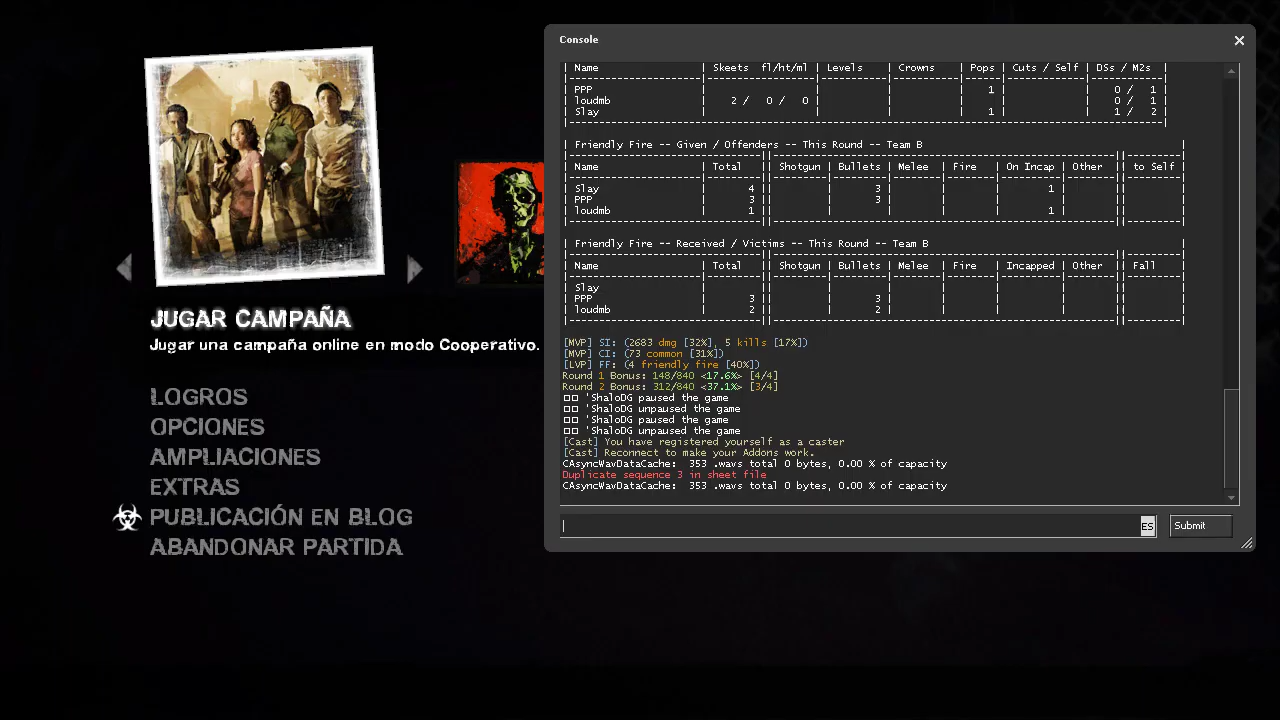 JUGAR CAMPAÑA
Jugar una campaña online en modo Cooperativo.
LOGROS
OPCIONES
AMPLIACIONES
EXTRAS
PUBLICACIÓN EN BLOG
ABANDONAR PARTIDA
Console
| Name | Skeets fl/ht/ml | Levels | Crowns | Pops | Cuts / Self | DSs / M2s |
| PPP | | | | 1 | | 0 / 1 |
| loudmb | 2 / 0 / 0 | | | | | 0 / 1 |
| Slay | | | | 1 | | 1 / 2 |
| Friendly Fire -- Given / Offenders -- This Round -- Team B |
| Name | Total || Shotgun | Bullets | Melee | Fire | On Incap | Other || to Self |
| Slay | 4 || | 3 | | | 1 | || |
| PPP | 3 || | 3 | | | | || |
| loudmb | 1 || | | | | 1 | || |
| Friendly Fire -- Received / Victims -- This Round -- Team B |
| Name | Total || Shotgun | Bullets | Melee | Fire | Incapped | Other || Fall |
| Slay | || | | | | | || |
| PPP | 3 || | 3 | | | | || |
| loudmb | 2 || | 2 | | | | || |
[MVP] SI: (2683 dmg [32%], 5 kills [17%])
[MVP] CI: (73 common [31%])
[LVP] FF: (4 friendly fire [40%])
Round 1 Bonus: 148/840 <17.6%> [4/4]
Round 2 Bonus: 312/840 <37.1%> [3/4]
□□ 'ShaloDG paused the game
□□ 'ShaloDG unpaused the game
□□ 'ShaloDG paused the game
□□ 'ShaloDG unpaused the game
[Cast] You have registered yourself as a caster
[Cast] Reconnect to make your Addons work.
CAsyncWavDataCache: 353 .wavs total 0 bytes, 0.00 % of capacity
Duplicate sequence 3 in sheet file
CAsyncWavDataCache: 353 .wavs total 0 bytes, 0.00 % of capacity
ES
Submit